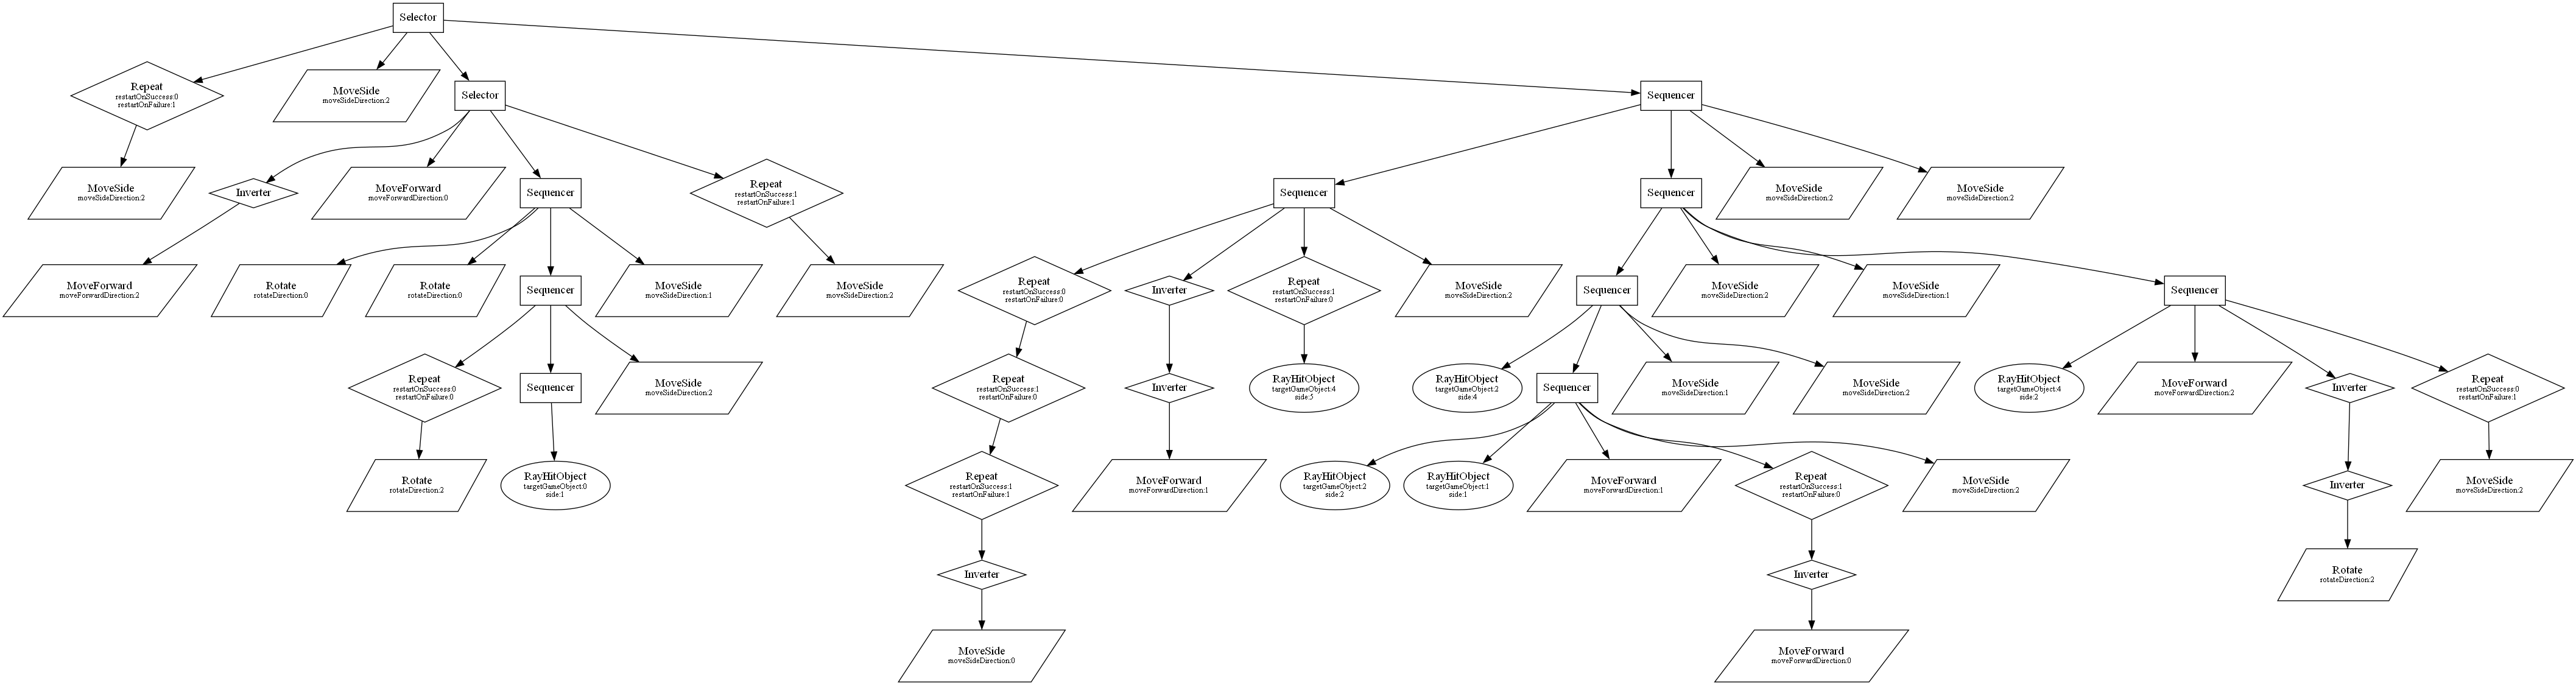 Selector
Repeat
restartOnSuccess:0
restartOnFailure:1
MoveSide
moveSideDirection:2
Selector
Sequencer
MoveSide
moveSideDirection:2
Inverter
MoveForward
moveForwardDirection:0
Sequencer
Repeat
restartOnSuccess:1
restartOnFailure:1
Sequencer
Sequencer
MoveSide
moveSideDirection:2
MoveSide
moveSideDirection:2
MoveForward
moveForwardDirection:2
Rotate
rotateDirection:0
Rotate
rotateDirection:0
Sequencer
MoveSide
moveSideDirection:1
MoveSide
moveSideDirection:2
Repeat
restartOnSuccess:0
restartOnFailure:0
Inverter
Repeat
restartOnSuccess:1
restartOnFailure:0
MoveSide
moveSideDirection:2
Sequencer
MoveSide
moveSideDirection:2
MoveSide
moveSideDirection:1
Sequencer
Repeat
restartOnSuccess:0
restartOnFailure:0
Sequencer
MoveSide
moveSideDirection:2
Repeat
restartOnSuccess:1
restartOnFailure:0
Inverter
RayHitObject
targetGameObject:4
side:5
RayHitObject
targetGameObject:2
side:4
Sequencer
MoveSide
moveSideDirection:1
MoveSide
moveSideDirection:2
RayHitObject
targetGameObject:4
side:2
MoveForward
moveForwardDirection:2
Inverter
Repeat
restartOnSuccess:0
restartOnFailure:1
Rotate
rotateDirection:2
RayHitObject
targetGameObject:0
side:1
Repeat
restartOnSuccess:1
restartOnFailure:1
MoveForward
moveForwardDirection:1
RayHitObject
targetGameObject:2
side:2
RayHitObject
targetGameObject:1
side:1
MoveForward
moveForwardDirection:1
Repeat
restartOnSuccess:1
restartOnFailure:0
MoveSide
moveSideDirection:2
Inverter
MoveSide
moveSideDirection:2
Inverter
Inverter
Rotate
rotateDirection:2
MoveSide
moveSideDirection:0
MoveForward
moveForwardDirection:0